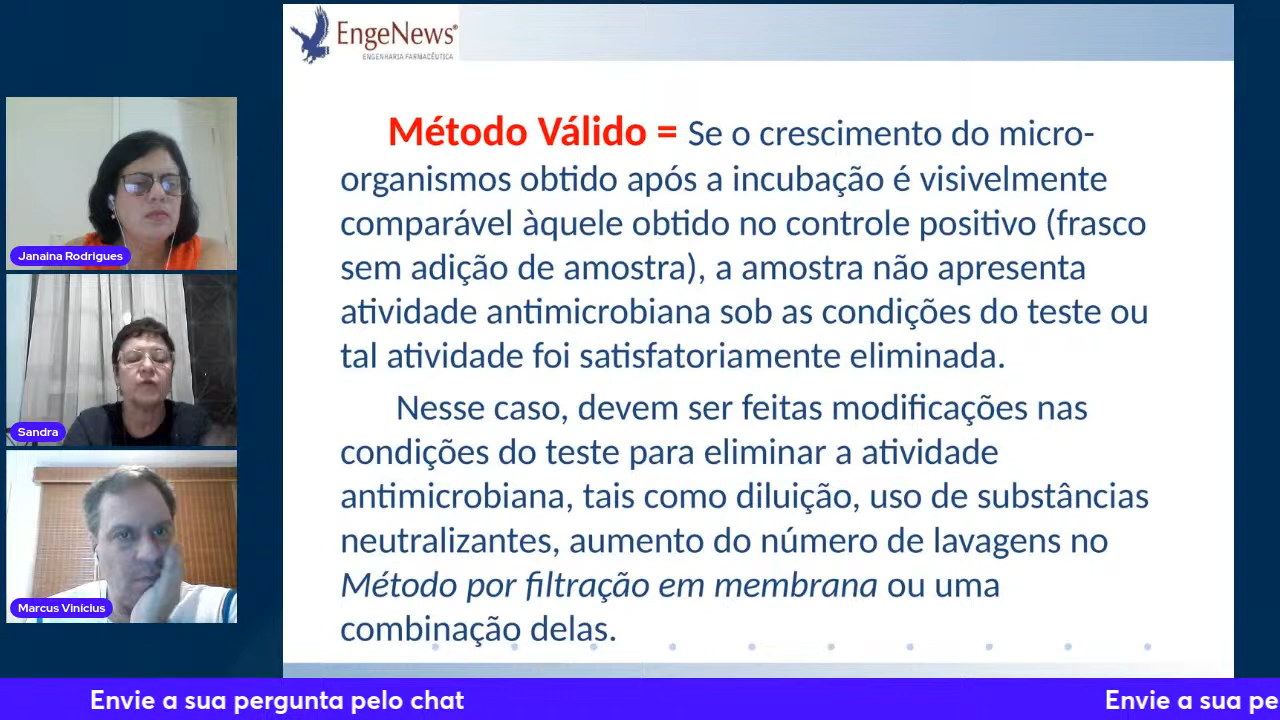 EngeNews®
ENGENHARIA FARMACÊUTICA
Método Válido = Se o crescimento do micro-
organismos obtido após a incubação é visivelmente
comparável àquele obtido no controle positivo (frasco
sem adição de amostra), a amostra não apresenta
atividade antimicrobiana sob as condições do teste ou
tal atividade foi satisfatoriamente eliminada.
Nesse caso, devem ser feitas modificações nas
condições do teste para eliminar a atividade
antimicrobiana, tais como diluição, uso de substâncias
neutralizantes, aumento do número de lavagens no
Método por filtração em membrana ou uma
combinação delas.
Janaina Rodrigues
Sandra
Marcus Vinícius
Envie a sua pergunta pelo chat
Envie a sua pe